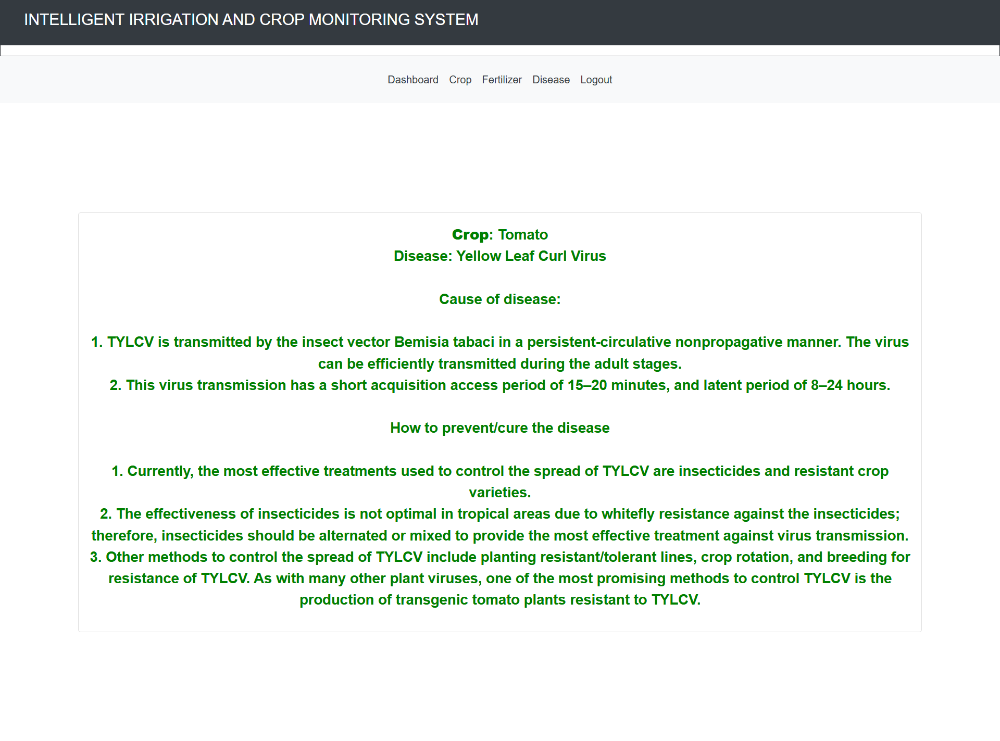 INTELLIGENT IRRIGATION AND CROP MONITORING SYSTEM
Dashboard Crop Fertilizer Disease Logout
Crop: Tomato
Disease: Yellow Leaf Curl Virus
Cause of disease:
1. TYLCV is transmitted by the insect vector Bemisia tabaci in a persistent-circulative nonpropagative manner. The virus
can be efficiently transmitted during the adult stages.
2. This virus transmission has a short acquisition access period of 15–20 minutes, and latent period of 8–24 hours.
How to prevent/cure the disease
1. Currently, the most effective treatments used to control the spread of TYLCV are insecticides and resistant crop
varieties.
2. The effectiveness of insecticides is not optimal in tropical areas due to whitefly resistance against the insecticides;
therefore, insecticides should be alternated or mixed to provide the most effective treatment against virus transmission.
3. Other methods to control the spread of TYLCV include planting resistant/tolerant lines, crop rotation, and breeding for
resistance of TYLCV. As with many other plant viruses, one of the most promising methods to control TYLCV is the
production of transgenic tomato plants resistant to TYLCV.